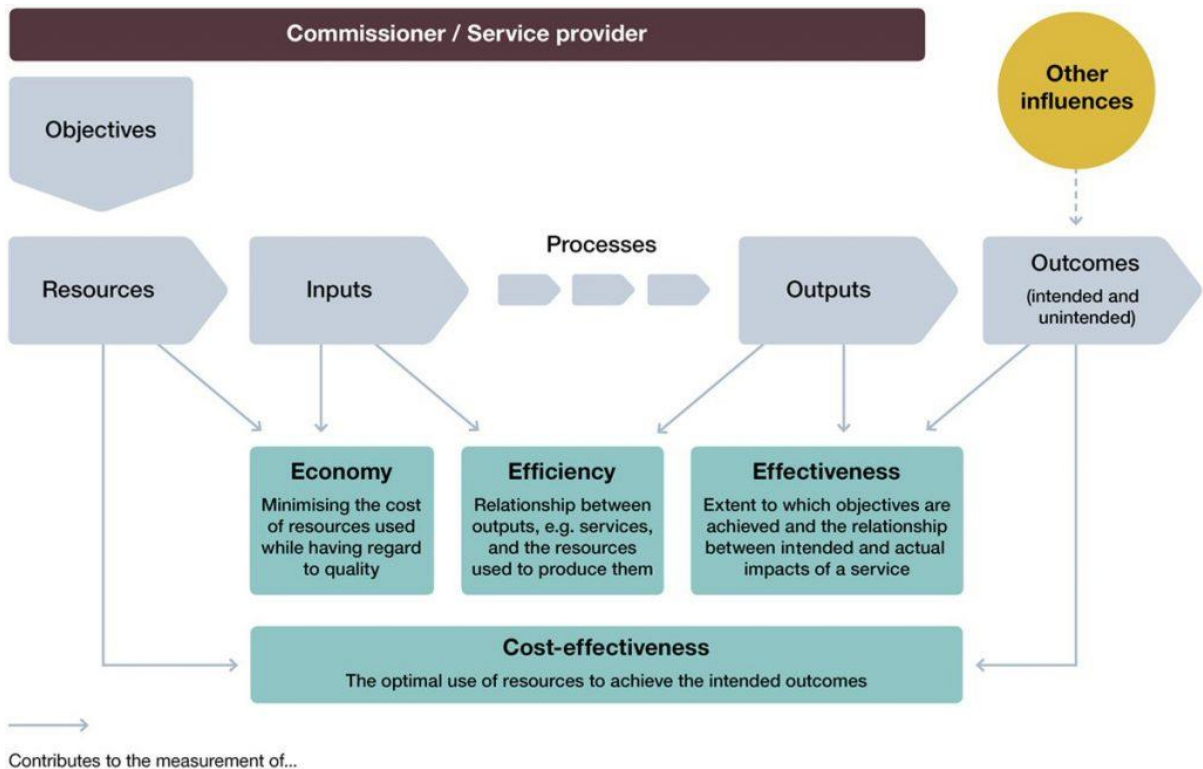 Commissioner / Service provider
Other
influences
Objectives
Resources
Inputs
Processes
Outputs
Outcomes
(intended and
unintended)
Economy
Minimising the cost
of resources used
while having regard
to quality
Efficiency
Relationship between
outputs, e.g. services,
and the resources
used to produce them
Effectiveness
Extent to which objectives are
achieved and the relationship
between intended and actual
impacts of a service
Cost-effectiveness
The optimal use of resources to achieve the intended outcomes
Contributes to the measurement of...